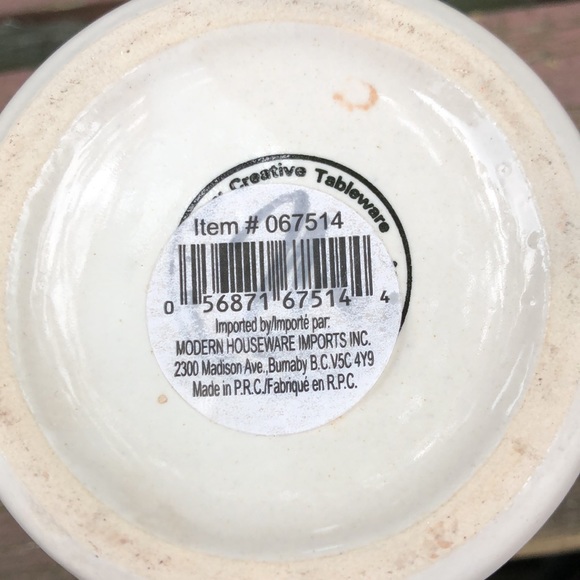 Creative Tableware
Item # 067514
0 56871 67514 4
Imported by/Importé par:
MODERN HOUSEWARE IMPORTS INC.
2300 Madison Ave.,Burnaby B.C.V5C 4Y9
Made in P.R.C./Fabriqué en R.P.C.